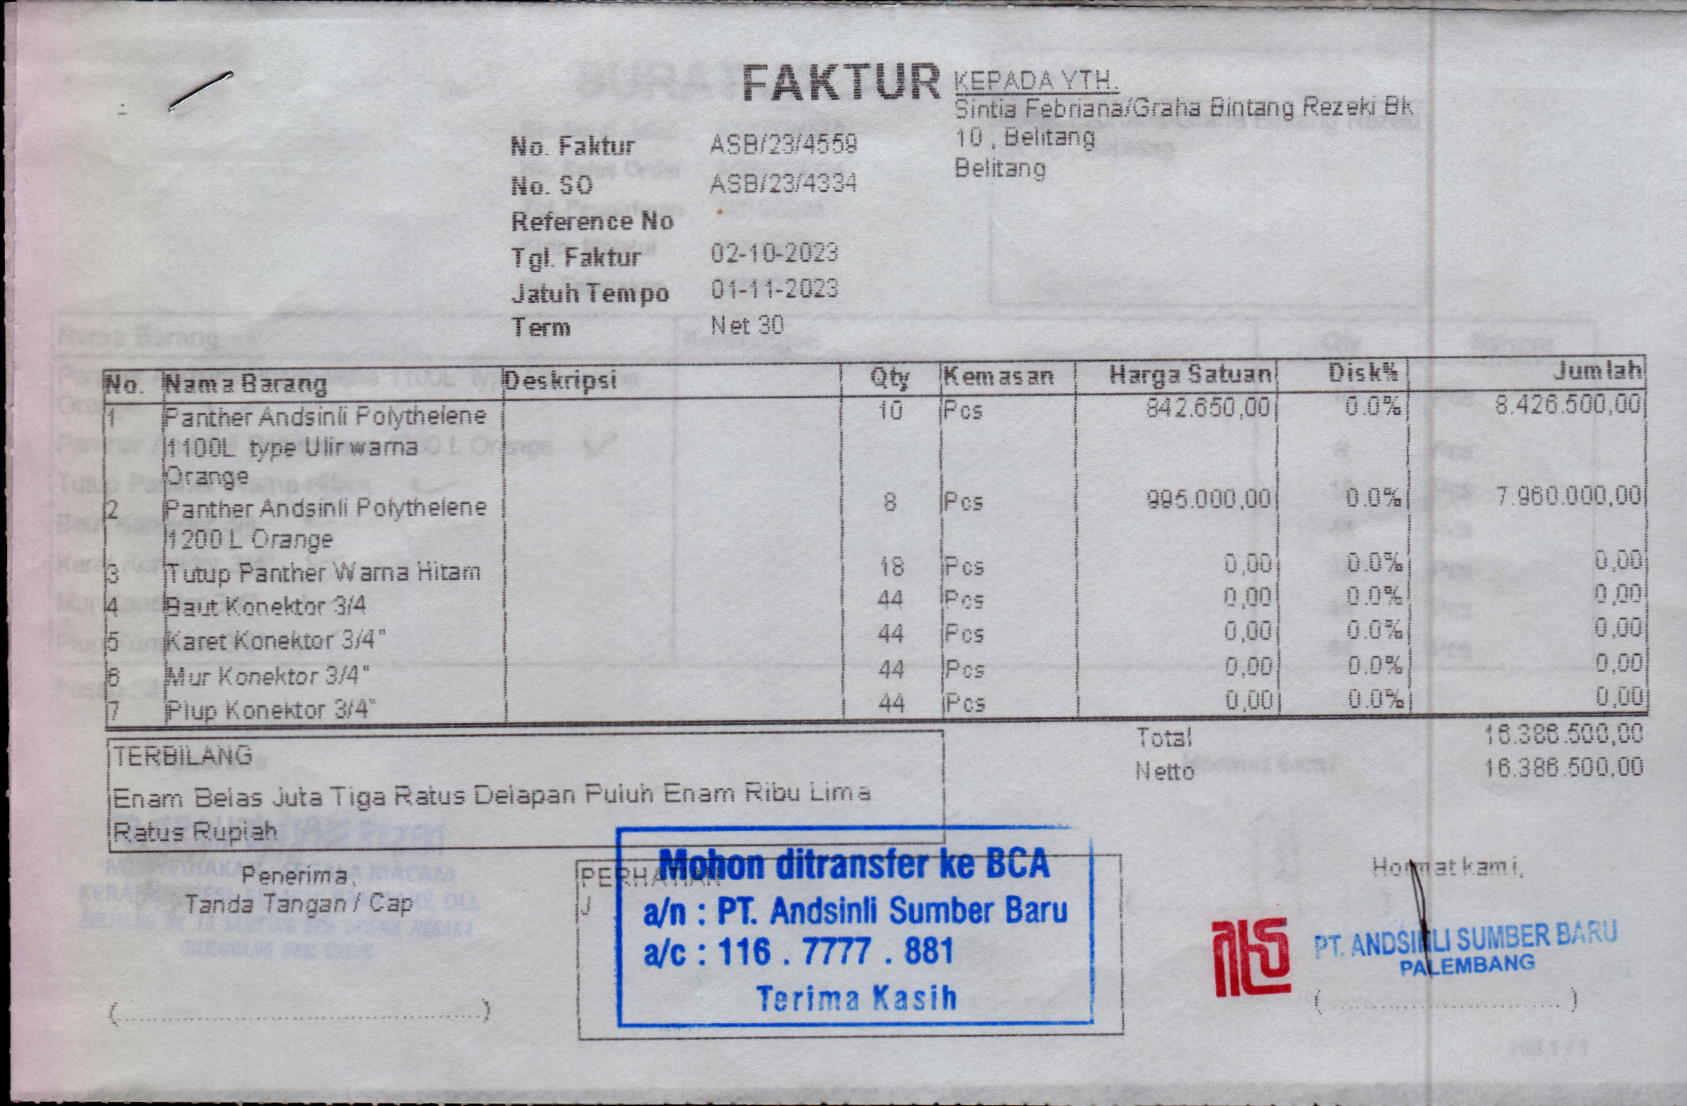 FAKTUR
KEPADA YTH.
Sintia Febriana/Graha Bintang Rezeki Bk
10 , Belitang
Belitang
No. Faktur ASB/23/4559
No. SO ASB/23/4334
Reference No
Tgl. Faktur 02-10-2023
Jatuh Tempo 01-11-2023
Term Net 30
No. Nama Barang Deskripsi Qty Kemasan Harga Satuan Disk% Jumlah
1 Panther Andsinli Polythelene 10 Pcs 842.650,00 0.0% 8.426.500,00
1100L type Ulir warna
Orange
2 Panther Andsinli Polythelene 8 Pcs 995.000,00 0.0% 7.960.000,00
1200 L Orange
3 Tutup Panther Warna Hitam 18 Pcs 0,00 0.0% 0,00
4 Baut Konektor 3/4 44 Pcs 0,00 0.0% 0,00
5 Karet Konektor 3/4" 44 Pcs 0,00 0.0% 0,00
6 Mur Konektor 3/4" 44 Pcs 0,00 0.0% 0,00
7 Plup Konektor 3/4" 44 Pcs 0,00 0.0% 0,00
Total 16.386.500,00
Netto 16.386.500,00
TERBILANG
Enam Belas Juta Tiga Ratus Delapan Puluh Enam Ribu Lima
Ratus Rupiah
Penerima,
Tanda Tangan / Cap
(..........................................)
PERHATIAN
J
Mohon ditransfer ke BCA
a/n : PT. Andsinli Sumber Baru
a/c : 116 . 7777 . 881
Terima Kasih
Hormat kami,
PT. ANDSINLI SUMBER BARU
PALEMBANG
(..............................)